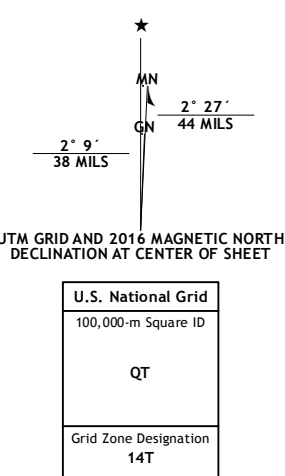 ★
MN
GN
2° 27´
44 MILS
2° 9´
38 MILS
UTM GRID AND 2016 MAGNETIC NORTH
DECLINATION AT CENTER OF SHEET
U.S. National Grid
100,000-m Square ID
QT
Grid Zone Designation
14T